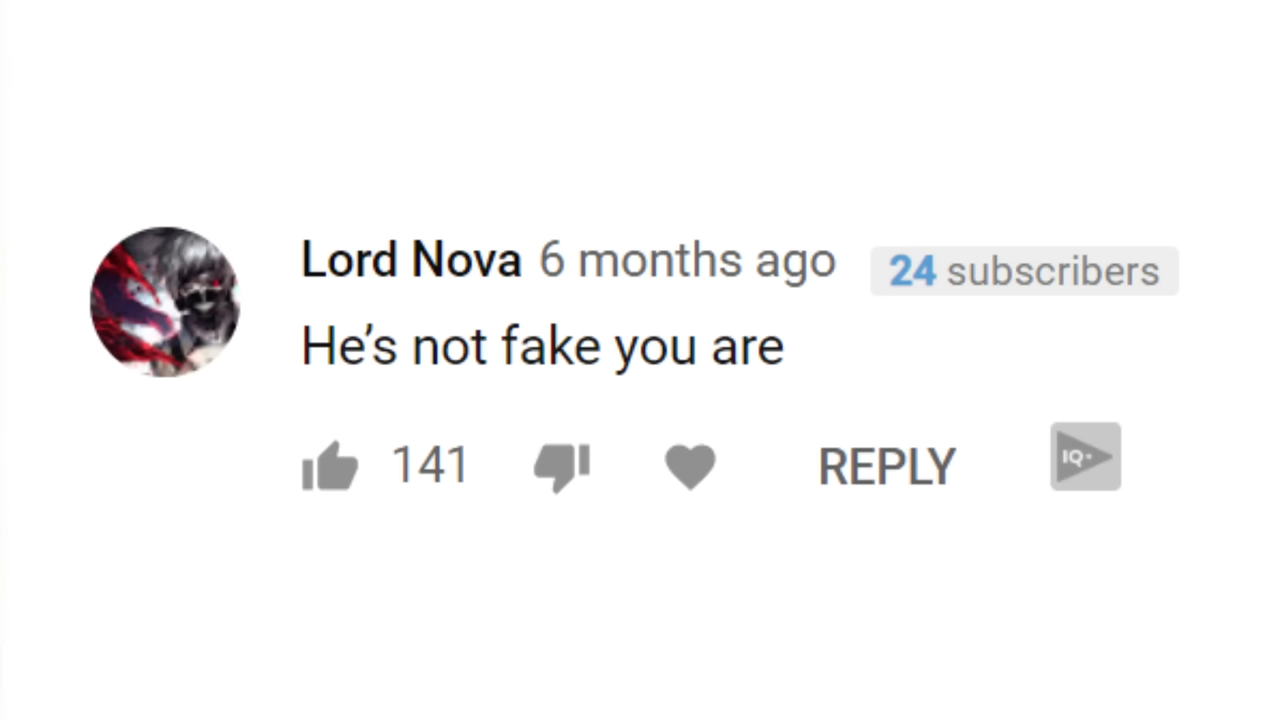 Lord Nova 6 months ago 24 subscribers
He’s not fake you are
141 REPLY IQ